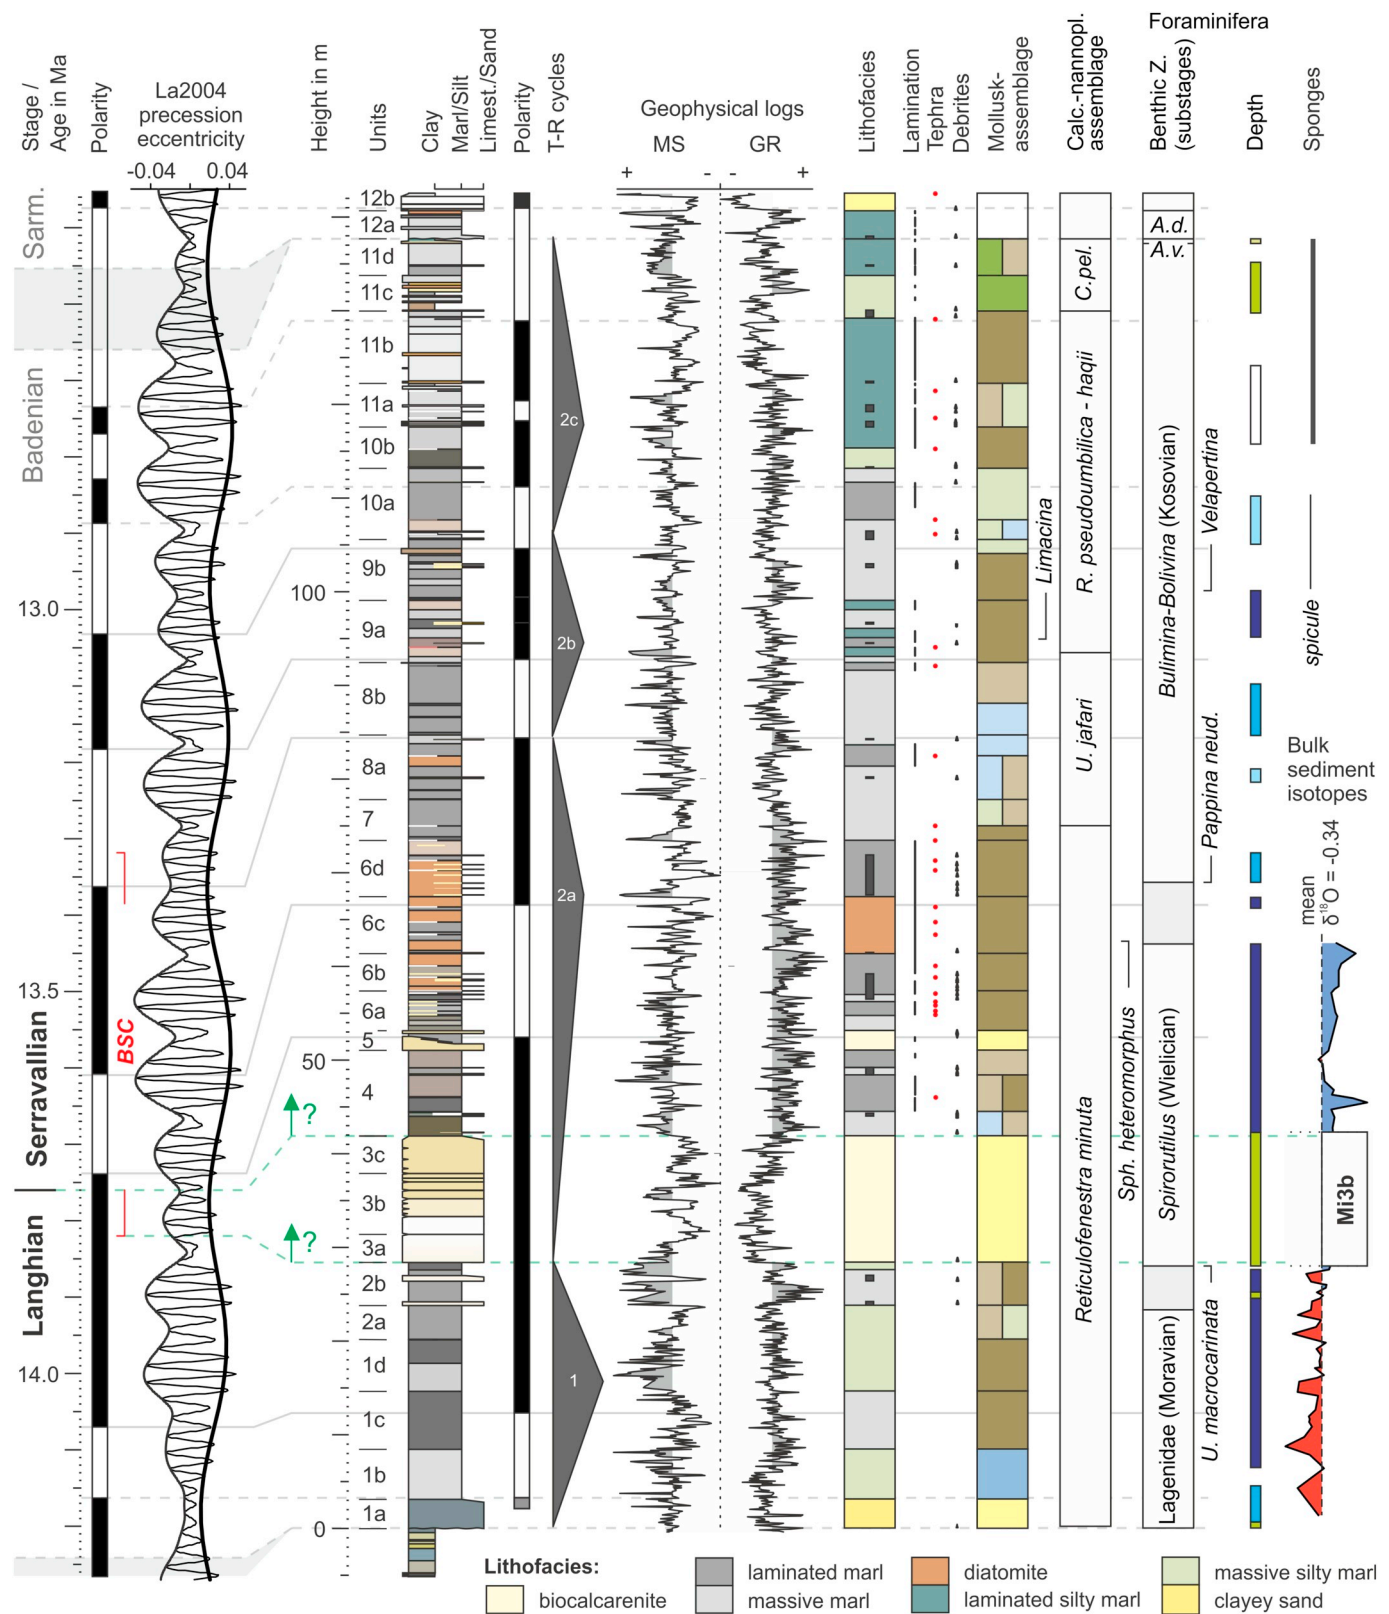 Foraminifera
Stage /
Age in Ma
Polarity
La2004
precession
eccentricity
-0.04 0.04
Height in m
Units
Clay
Marl/Silt
Limest./Sand
Polarity
T-R cycles
Geophysical logs
MS GR
+ - - +
Lithofacies
Lamination
Tephra
Debrites
Mollusk-
assemblage
Calc.-nannopl.
assemblage
Benthic Z.
(substages)
Depth
Sponges
Sarm.
Badenian
Serravallian
Langhian
13.0
13.5
14.0
BSC
?
?
100
50
0
12b
12a
11d
11c
11b
11a
10b
10a
9b
9a
8b
8a
7
6d
6c
6b
6a
5
4
3c
3b
3a
2b
2a
1d
1c
1b
1a
2c
2b
2a
1
Limacina
C.pel.
R. pseudoumbilica - haqii
U. jafari
Reticulofenestra minuta
Sph. heteromorphus
A.d.
A.v.
Bulimina-Bolivina (Kosovian)
Spirorutilus (Wielician)
Lagenidae (Moravian)
Velapertina
Pappina neud.
U. macrocarinata
spicule
Bulk
sediment
isotopes
mean
δ18O = -0.34
Mi3b
Lithofacies:
biocalcarenite
laminated marl
massive marl
diatomite
laminated silty marl
massive silty marl
clayey sand